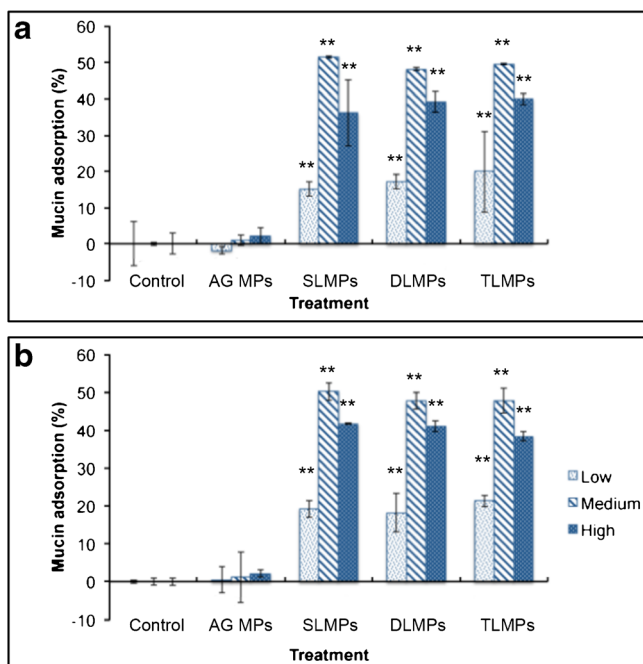 a
60
50
40
30
20
10
0
-10
Mucin adsorption (%)
** ** ** ** ** ** ** ** **
Control AG MPs SLMPs DLMPs TLMPs
Treatment
b
60
50
40
30
20
10
0
-10
Mucin adsorption (%)
** ** ** ** ** ** ** ** **
Low
Medium
High
Control AG MPs SLMPs DLMPs TLMPs
Treatment